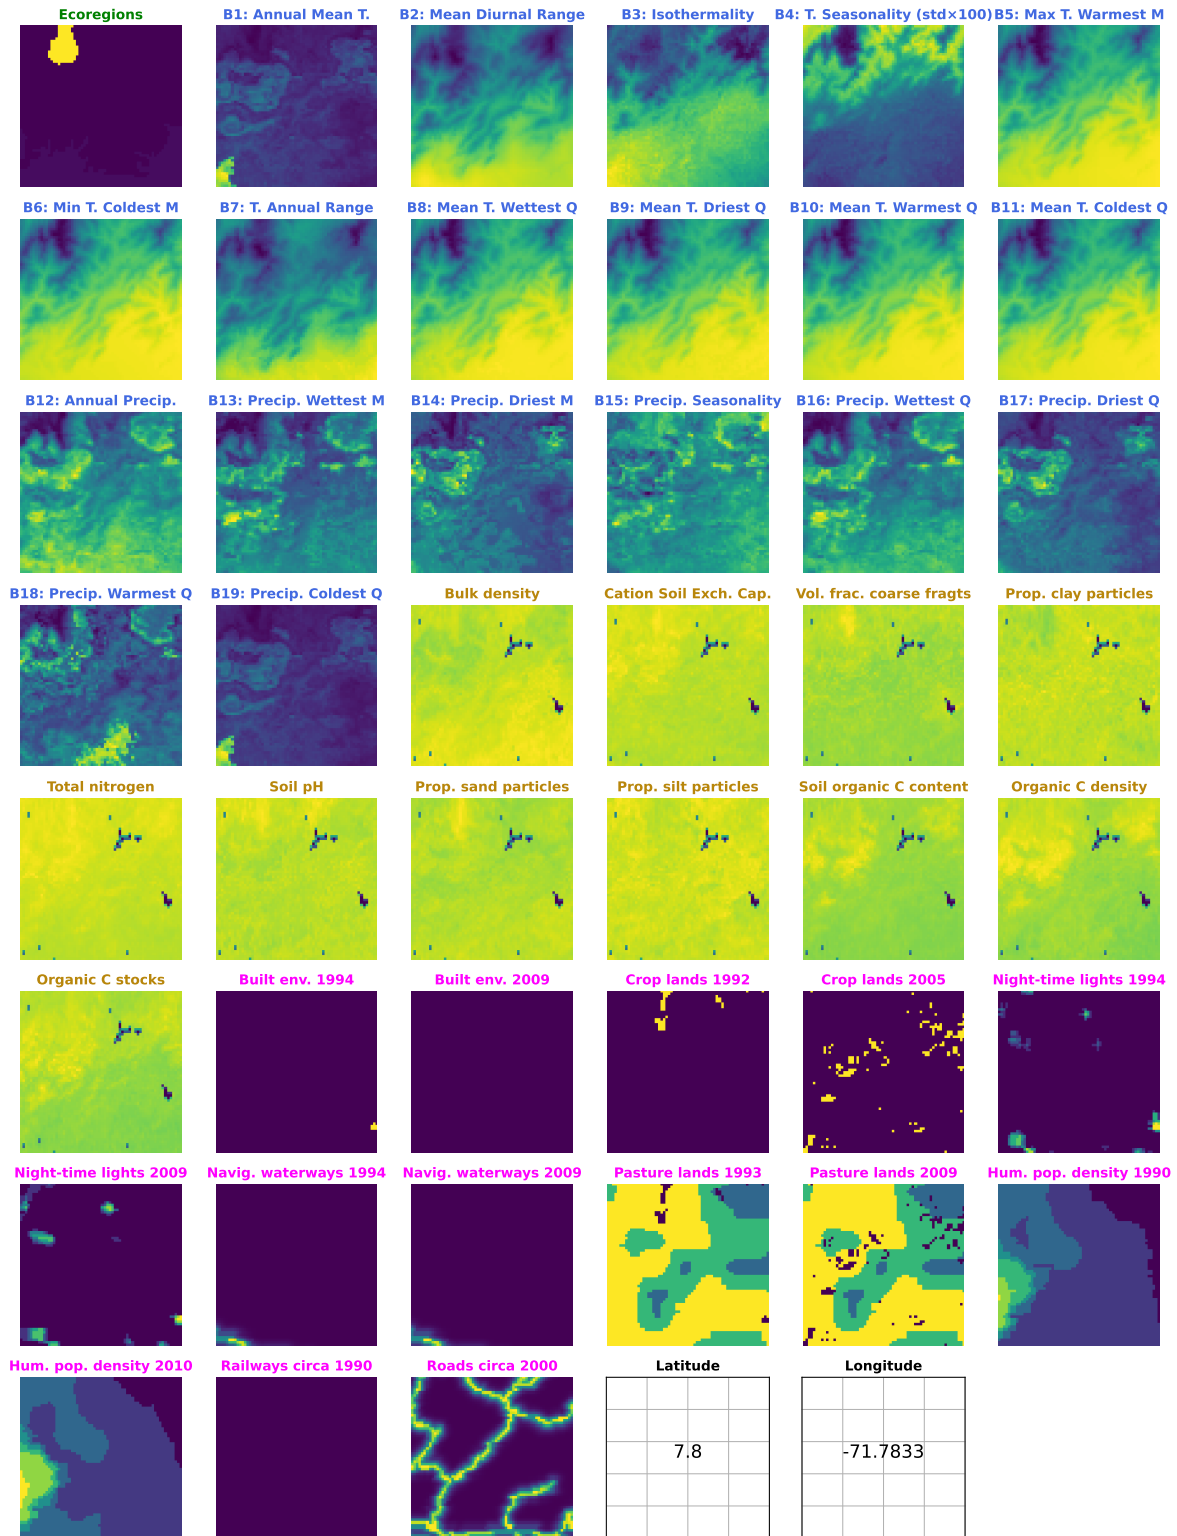 Ecoregions
B1: Annual Mean T.
B2: Mean Diurnal Range
B3: Isothermality
B4: T. Seasonality (std×100)
B5: Max T. Warmest M
B6: Min T. Coldest M
B7: T. Annual Range
B8: Mean T. Wettest Q
B9: Mean T. Driest Q
B10: Mean T. Warmest Q
B11: Mean T. Coldest Q
B12: Annual Precip.
B13: Precip. Wettest M
B14: Precip. Driest M
B15: Precip. Seasonality
B16: Precip. Wettest Q
B17: Precip. Driest Q
B18: Precip. Warmest Q
B19: Precip. Coldest Q
Bulk density
Cation Soil Exch. Cap.
Vol. frac. coarse fragts
Prop. clay particles
Total nitrogen
Soil pH
Prop. sand particles
Prop. silt particles
Soil organic C content
Organic C density
Organic C stocks
Built env. 1994
Built env. 2009
Crop lands 1992
Crop lands 2005
Night-time lights 1994
Night-time lights 2009
Navig. waterways 1994
Navig. waterways 2009
Pasture lands 1993
Pasture lands 2009
Hum. pop. density 1990
Hum. pop. density 2010
Railways circa 1990
Roads circa 2000
Latitude
Longitude
7.8
-71.7833